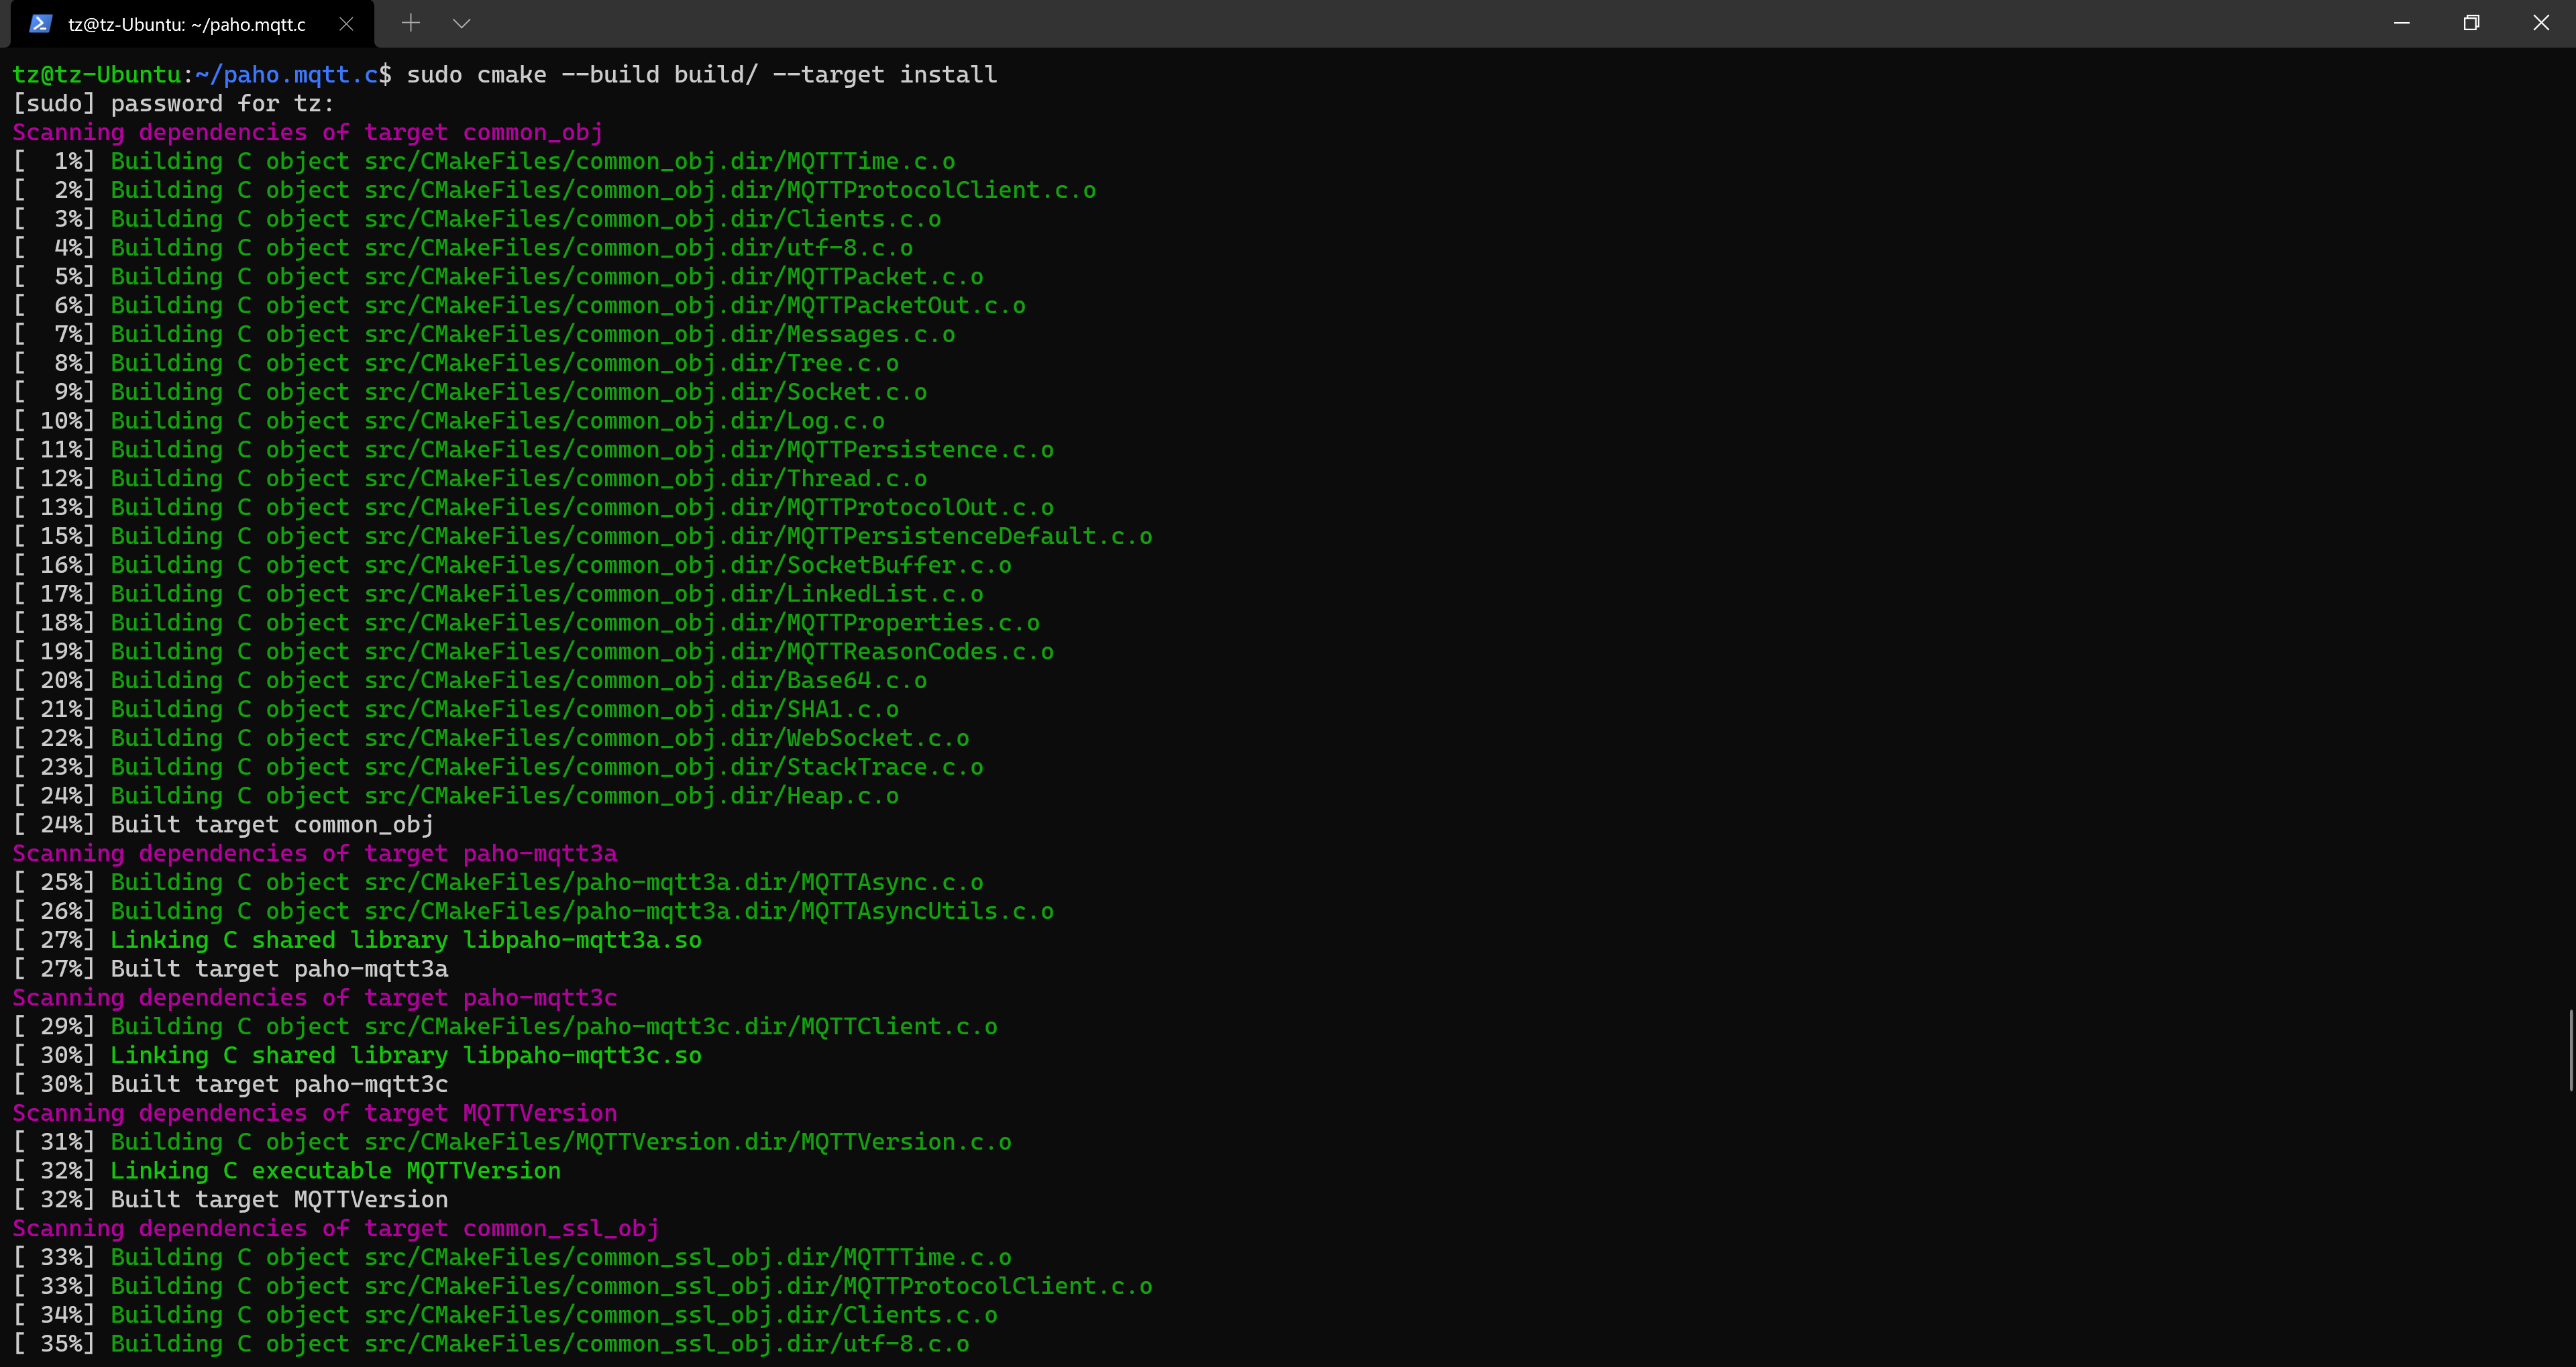 tz@tz-Ubuntu: ~/paho.mqtt.c
tz@tz-Ubuntu:~/paho.mqtt.c$ sudo cmake --build build/ --target install
[sudo] password for tz:
Scanning dependencies of target common_obj
[  1%] Building C object src/CMakeFiles/common_obj.dir/MQTTTime.c.o
[  2%] Building C object src/CMakeFiles/common_obj.dir/MQTTProtocolClient.c.o
[  3%] Building C object src/CMakeFiles/common_obj.dir/Clients.c.o
[  4%] Building C object src/CMakeFiles/common_obj.dir/utf-8.c.o
[  5%] Building C object src/CMakeFiles/common_obj.dir/MQTTPacket.c.o
[  6%] Building C object src/CMakeFiles/common_obj.dir/MQTTPacketOut.c.o
[  7%] Building C object src/CMakeFiles/common_obj.dir/Messages.c.o
[  8%] Building C object src/CMakeFiles/common_obj.dir/Tree.c.o
[  9%] Building C object src/CMakeFiles/common_obj.dir/Socket.c.o
[ 10%] Building C object src/CMakeFiles/common_obj.dir/Log.c.o
[ 11%] Building C object src/CMakeFiles/common_obj.dir/MQTTPersistence.c.o
[ 12%] Building C object src/CMakeFiles/common_obj.dir/Thread.c.o
[ 13%] Building C object src/CMakeFiles/common_obj.dir/MQTTProtocolOut.c.o
[ 15%] Building C object src/CMakeFiles/common_obj.dir/MQTTPersistenceDefault.c.o
[ 16%] Building C object src/CMakeFiles/common_obj.dir/SocketBuffer.c.o
[ 17%] Building C object src/CMakeFiles/common_obj.dir/LinkedList.c.o
[ 18%] Building C object src/CMakeFiles/common_obj.dir/MQTTProperties.c.o
[ 19%] Building C object src/CMakeFiles/common_obj.dir/MQTTReasonCodes.c.o
[ 20%] Building C object src/CMakeFiles/common_obj.dir/Base64.c.o
[ 21%] Building C object src/CMakeFiles/common_obj.dir/SHA1.c.o
[ 22%] Building C object src/CMakeFiles/common_obj.dir/WebSocket.c.o
[ 23%] Building C object src/CMakeFiles/common_obj.dir/StackTrace.c.o
[ 24%] Building C object src/CMakeFiles/common_obj.dir/Heap.c.o
[ 24%] Built target common_obj
Scanning dependencies of target paho-mqtt3a
[ 25%] Building C object src/CMakeFiles/paho-mqtt3a.dir/MQTTAsync.c.o
[ 26%] Building C object src/CMakeFiles/paho-mqtt3a.dir/MQTTAsyncUtils.c.o
[ 27%] Linking C shared library libpaho-mqtt3a.so
[ 27%] Built target paho-mqtt3a
Scanning dependencies of target paho-mqtt3c
[ 29%] Building C object src/CMakeFiles/paho-mqtt3c.dir/MQTTClient.c.o
[ 30%] Linking C shared library libpaho-mqtt3c.so
[ 30%] Built target paho-mqtt3c
Scanning dependencies of target MQTTVersion
[ 31%] Building C object src/CMakeFiles/MQTTVersion.dir/MQTTVersion.c.o
[ 32%] Linking C executable MQTTVersion
[ 32%] Built target MQTTVersion
Scanning dependencies of target common_ssl_obj
[ 33%] Building C object src/CMakeFiles/common_ssl_obj.dir/MQTTTime.c.o
[ 33%] Building C object src/CMakeFiles/common_ssl_obj.dir/MQTTProtocolClient.c.o
[ 34%] Building C object src/CMakeFiles/common_ssl_obj.dir/Clients.c.o
[ 35%] Building C object src/CMakeFiles/common_ssl_obj.dir/utf-8.c.o